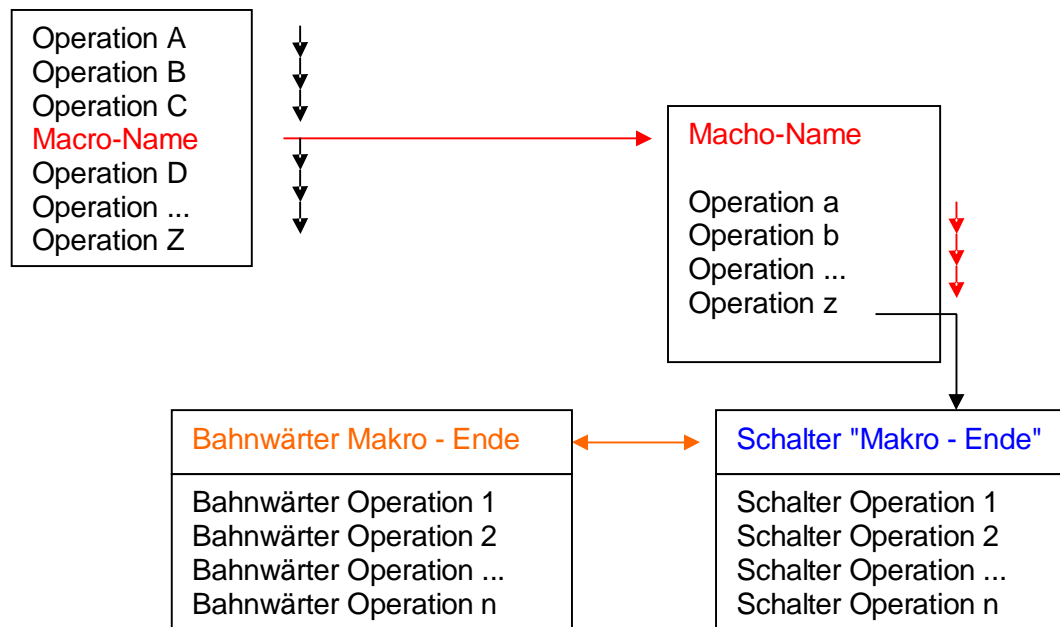 Operation A
Operation B
Operation C
Macro-Name
Operation D
Operation ...
Operation Z
Macho-Name
Operation a
Operation b
Operation ...
Operation z
Bahnwärter Makro - Ende
Bahnwärter Operation 1
Bahnwärter Operation 2
Bahnwärter Operation ...
Bahnwärter Operation n
Schalter "Makro - Ende"
Schalter Operation 1
Schalter Operation 2
Schalter Operation ...
Schalter Operation n